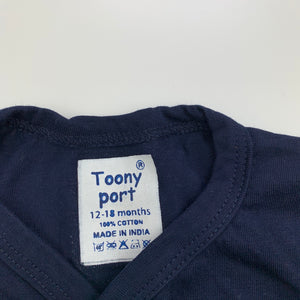 ®
Toony
port
12-18 months
100% COTTON
MADE IN INDIA